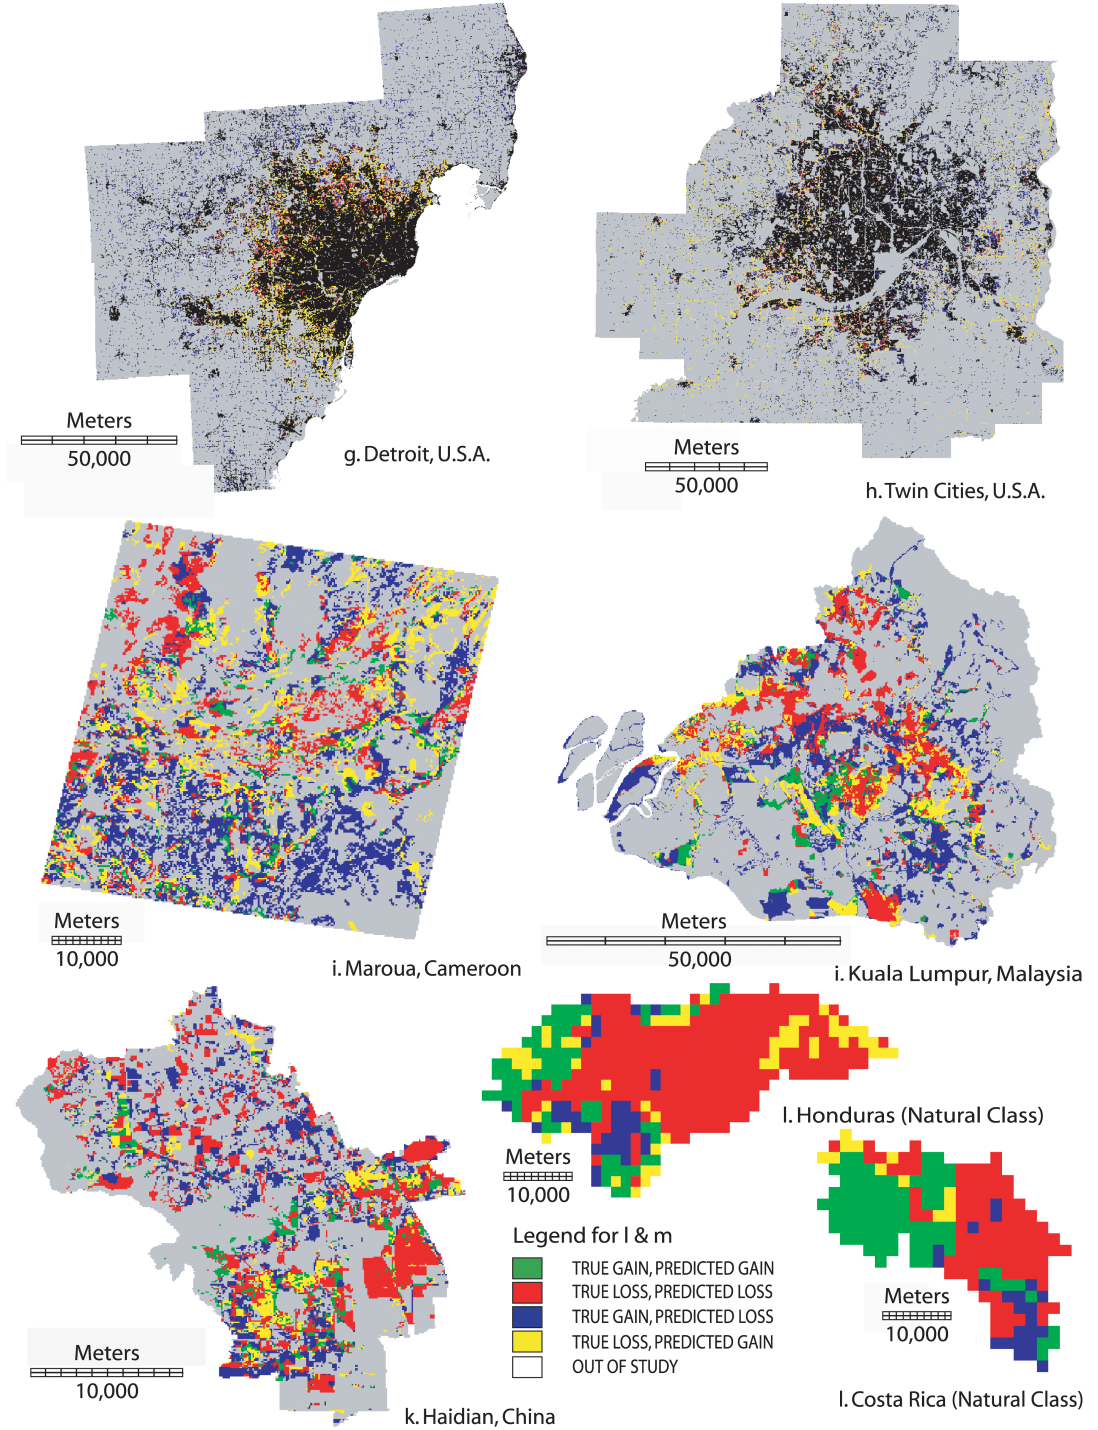 Meters
50,000
g. Detroit, U.S.A.
Meters
50,000
h. Twin Cities, U.S.A.
Meters
10,000
i. Maroua, Cameroon
Meters
50,000
i. Kuala Lumpur, Malaysia
l. Honduras (Natural Class)
Meters
10,000
Legend for l & m
TRUE GAIN, PREDICTED GAIN
TRUE LOSS, PREDICTED LOSS
TRUE GAIN, PREDICTED LOSS
TRUE LOSS, PREDICTED GAIN
OUT OF STUDY
Meters
10,000
l. Costa Rica (Natural Class)
Meters
10,000
k. Haidian, China